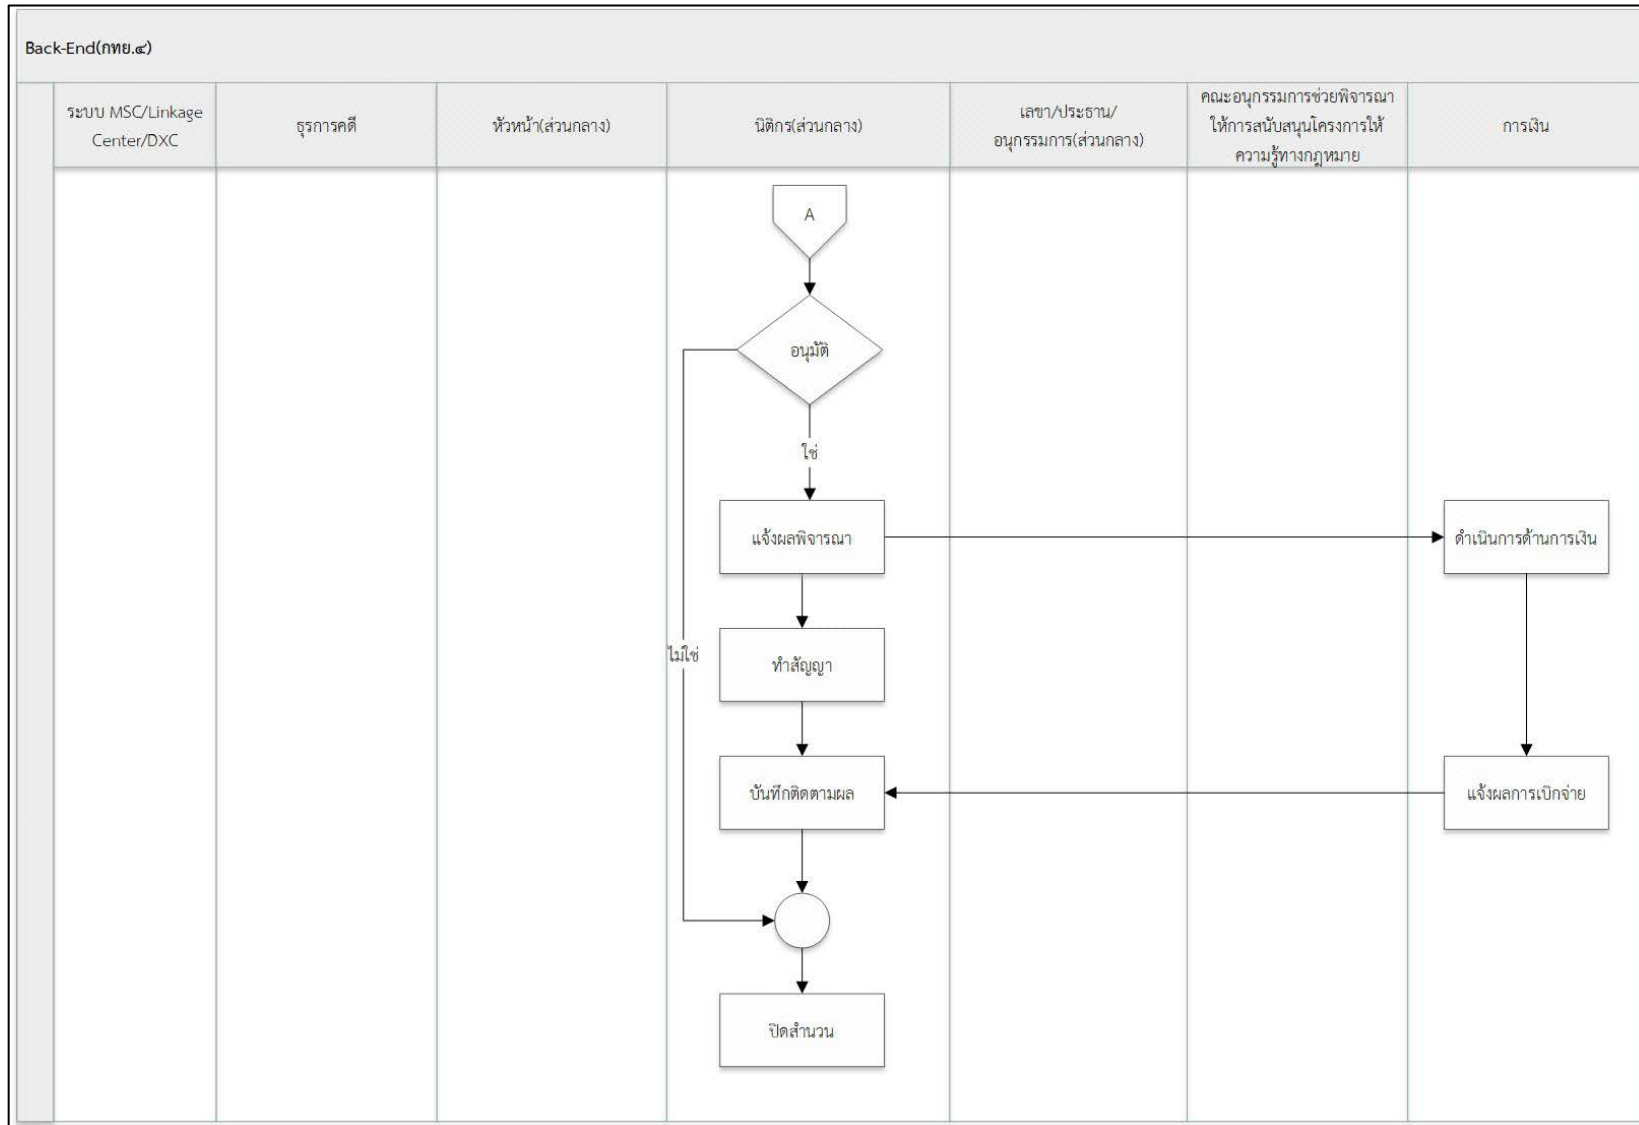 Back-End(กทย.๔)
ระบบ MSC/Linkage
Center/DXC
ธุรการคดี
หัวหน้า(ส่วนกลาง)
นิติกร(ส่วนกลาง)
เลขา/ประธาน/
อนุกรรมการ(ส่วนกลาง)
คณะอนุกรรมการช่วยพิจารณา
ให้การสนับสนุนโครงการให้
ความรู้ทางกฎหมาย
การเงิน
A
อนุมัติ
ใช่
แจ้งผลพิจารณา
ดำเนินการด้านการเงิน
ไม่ใช่
ทำสัญญา
บันทึกติดตามผล
แจ้งผลการเบิกจ่าย
ปิดสำนวน